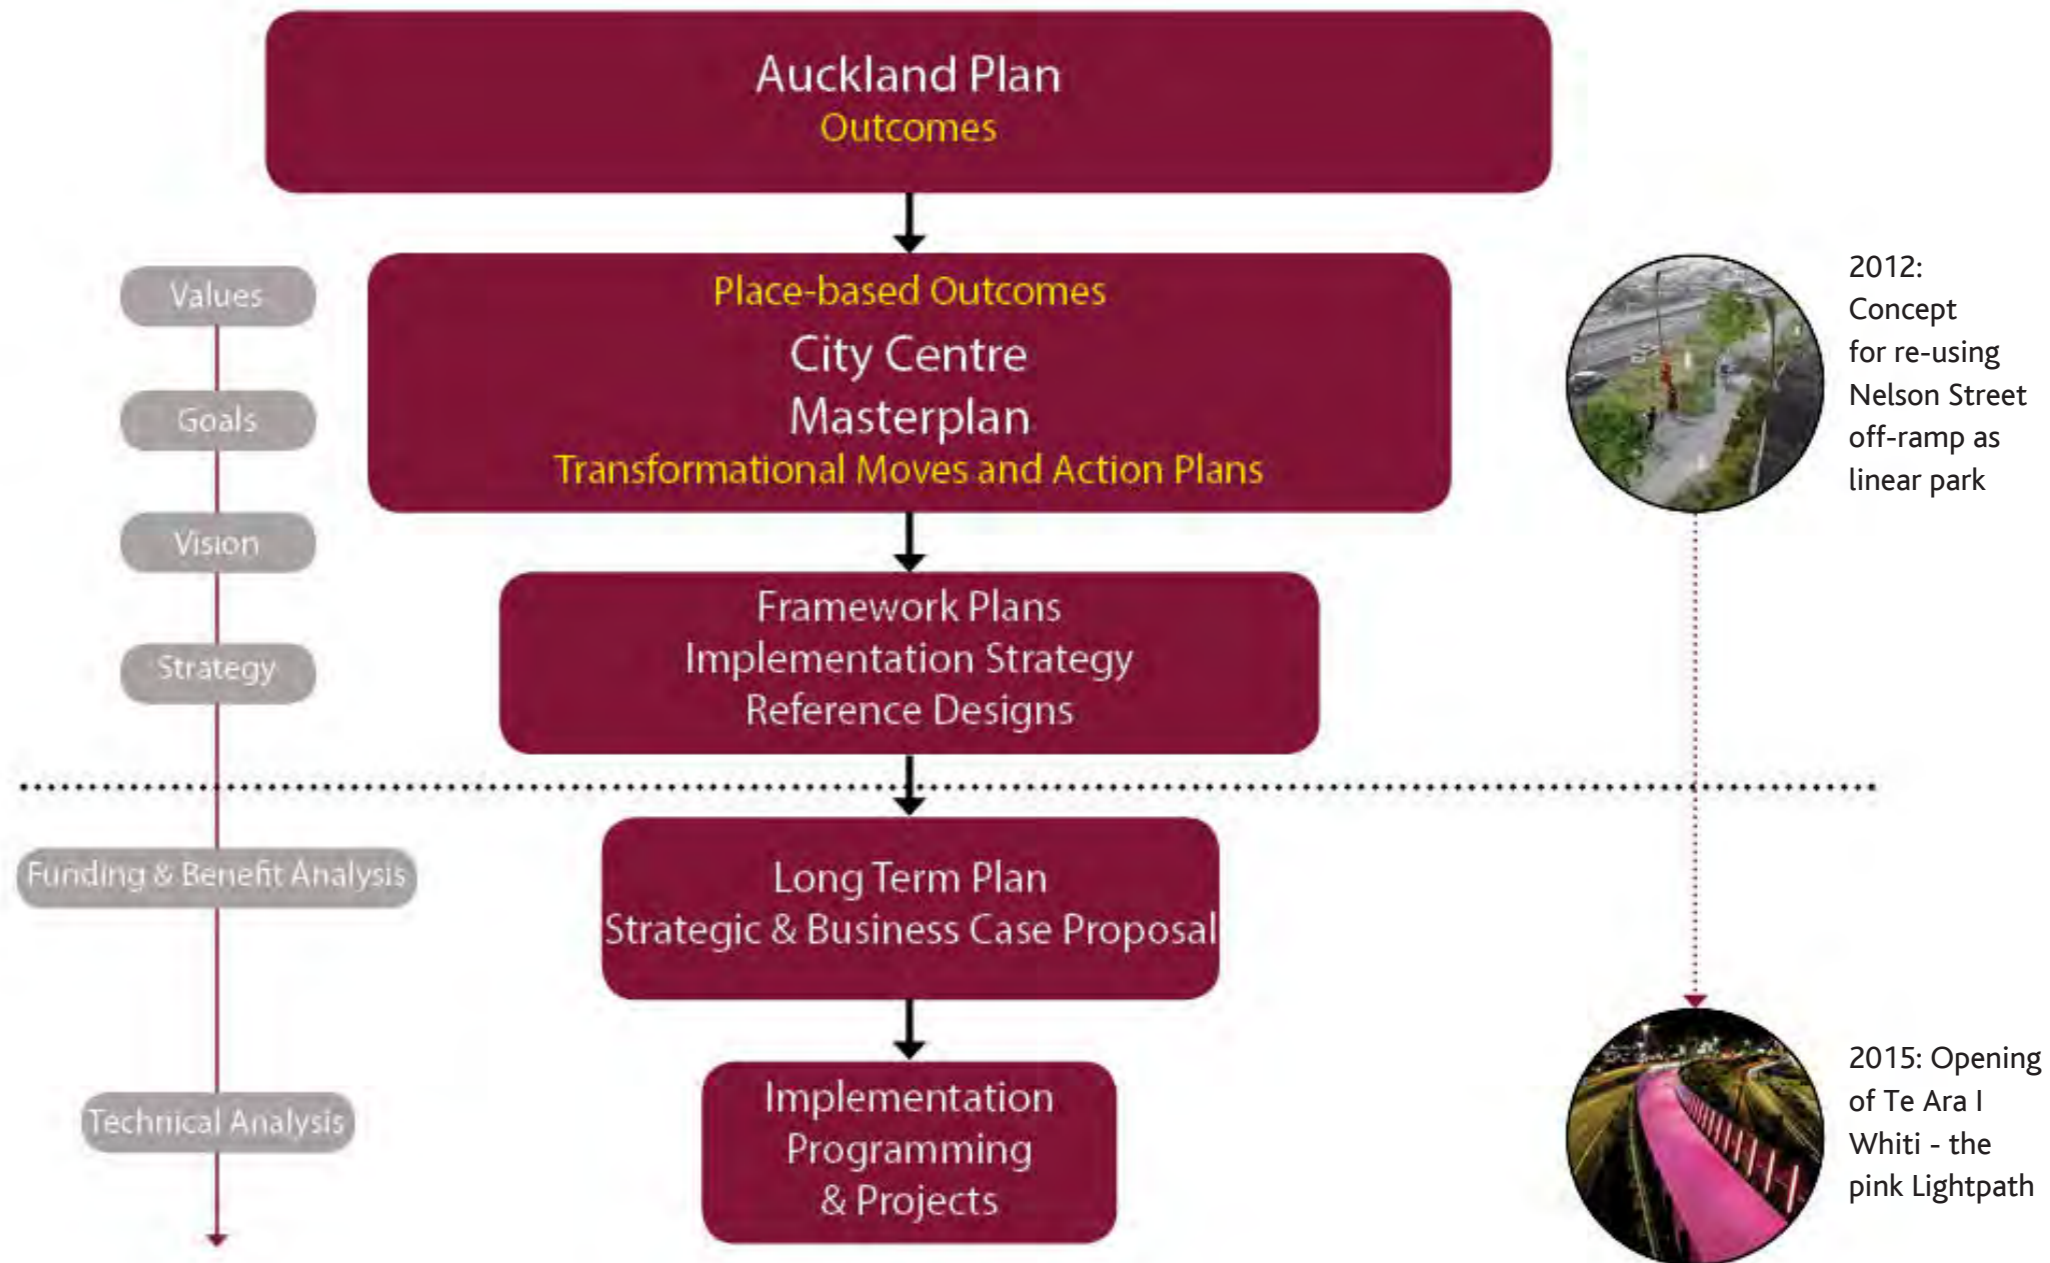 Auckland Plan
Outcomes
Values
Goals
Vision
Strategy
Funding & Benefit Analysis
Technical Analysis
Place-based Outcomes
City Centre
Masterplan
Transformational Moves and Action Plans
Framework Plans
Implementation Strategy
Reference Designs
Long Term Plan
Strategic & Business Case Proposal
Implementation
Programming
& Projects
2012:
Concept
for re-using
Nelson Street
off-ramp as
linear park
2015: Opening
of Te Ara I
Whiti - the
pink Lightpath